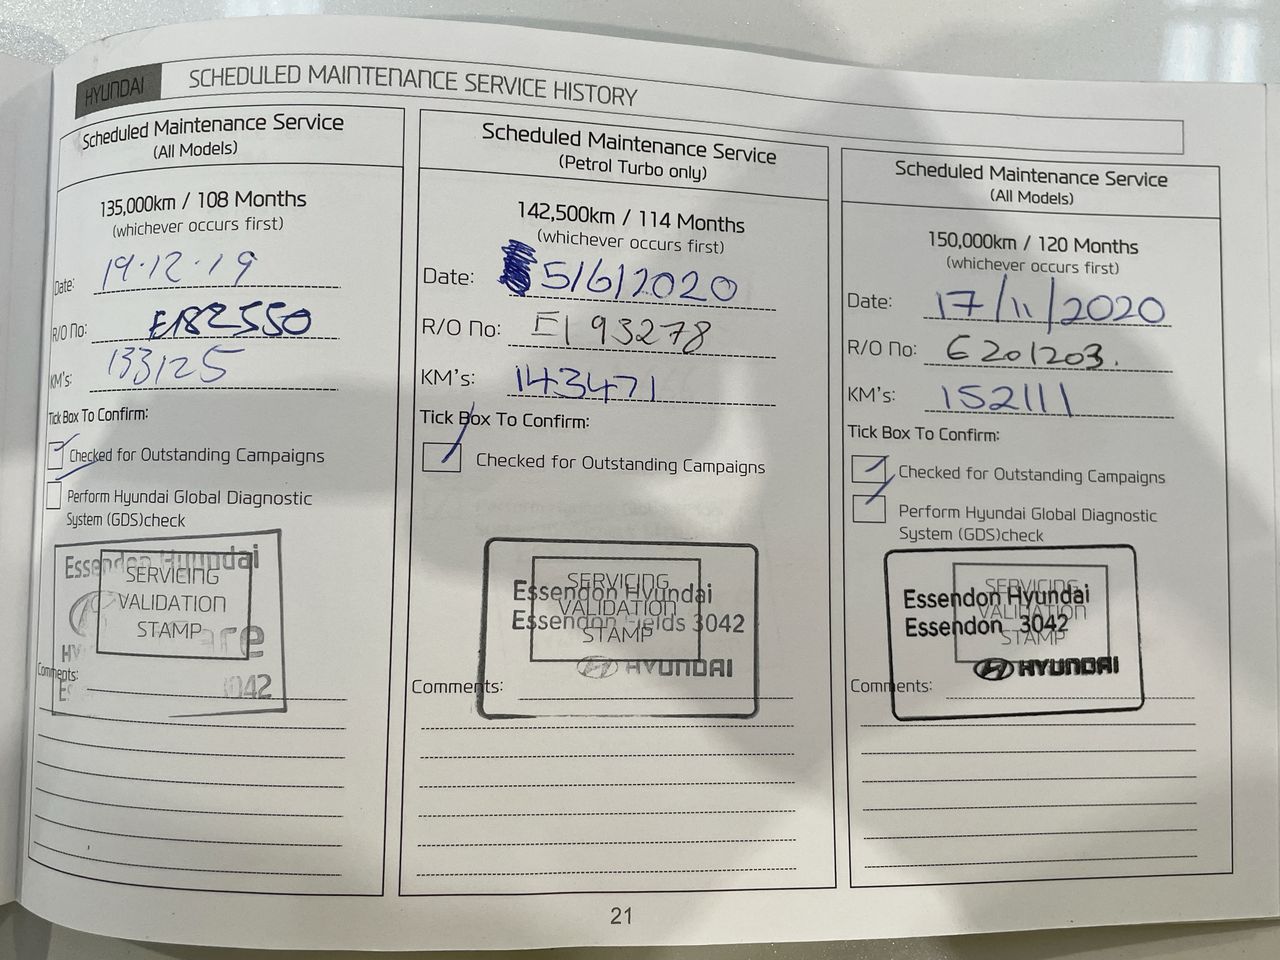 HYUNDAI
SCHEDULED MAINTENANCE SERVICE HISTORY
Scheduled Maintenance Service
(All Models)
135,000km / 108 Months
(whichever occurs first)
Date: 19.12.19
R/O No: E182550
KM's: 133125
Tick Box To Confirm:
Checked for Outstanding Campaigns
Perform Hyundai Global Diagnostic
System (GDS)check
Essendon Hyundai
SERVICING
VALIDATION
STAMP
Comments:
Scheduled Maintenance Service
(Petrol Turbo only)
142,500km / 114 Months
(whichever occurs first)
Date: 5/6/2020
R/O No: E193278
KM's: 143471
Tick Box To Confirm:
Checked for Outstanding Campaigns
SERVICING
Essendon Hyundai
VALIDATION
Essendon Fields 3042
STAMP
HYUNDAI
Comments:
Scheduled Maintenance Service
(All Models)
150,000km / 120 Months
(whichever occurs first)
Date: 17/11/2020
R/O No: 6201203.
KM's: 152111
Tick Box To Confirm:
Checked for Outstanding Campaigns
Perform Hyundai Global Diagnostic
System (GDS)check
SERVICING
Essendon Hyundai
VALIDATION
Essendon 3042
STAMP
HYUNDAI
Comments:
21